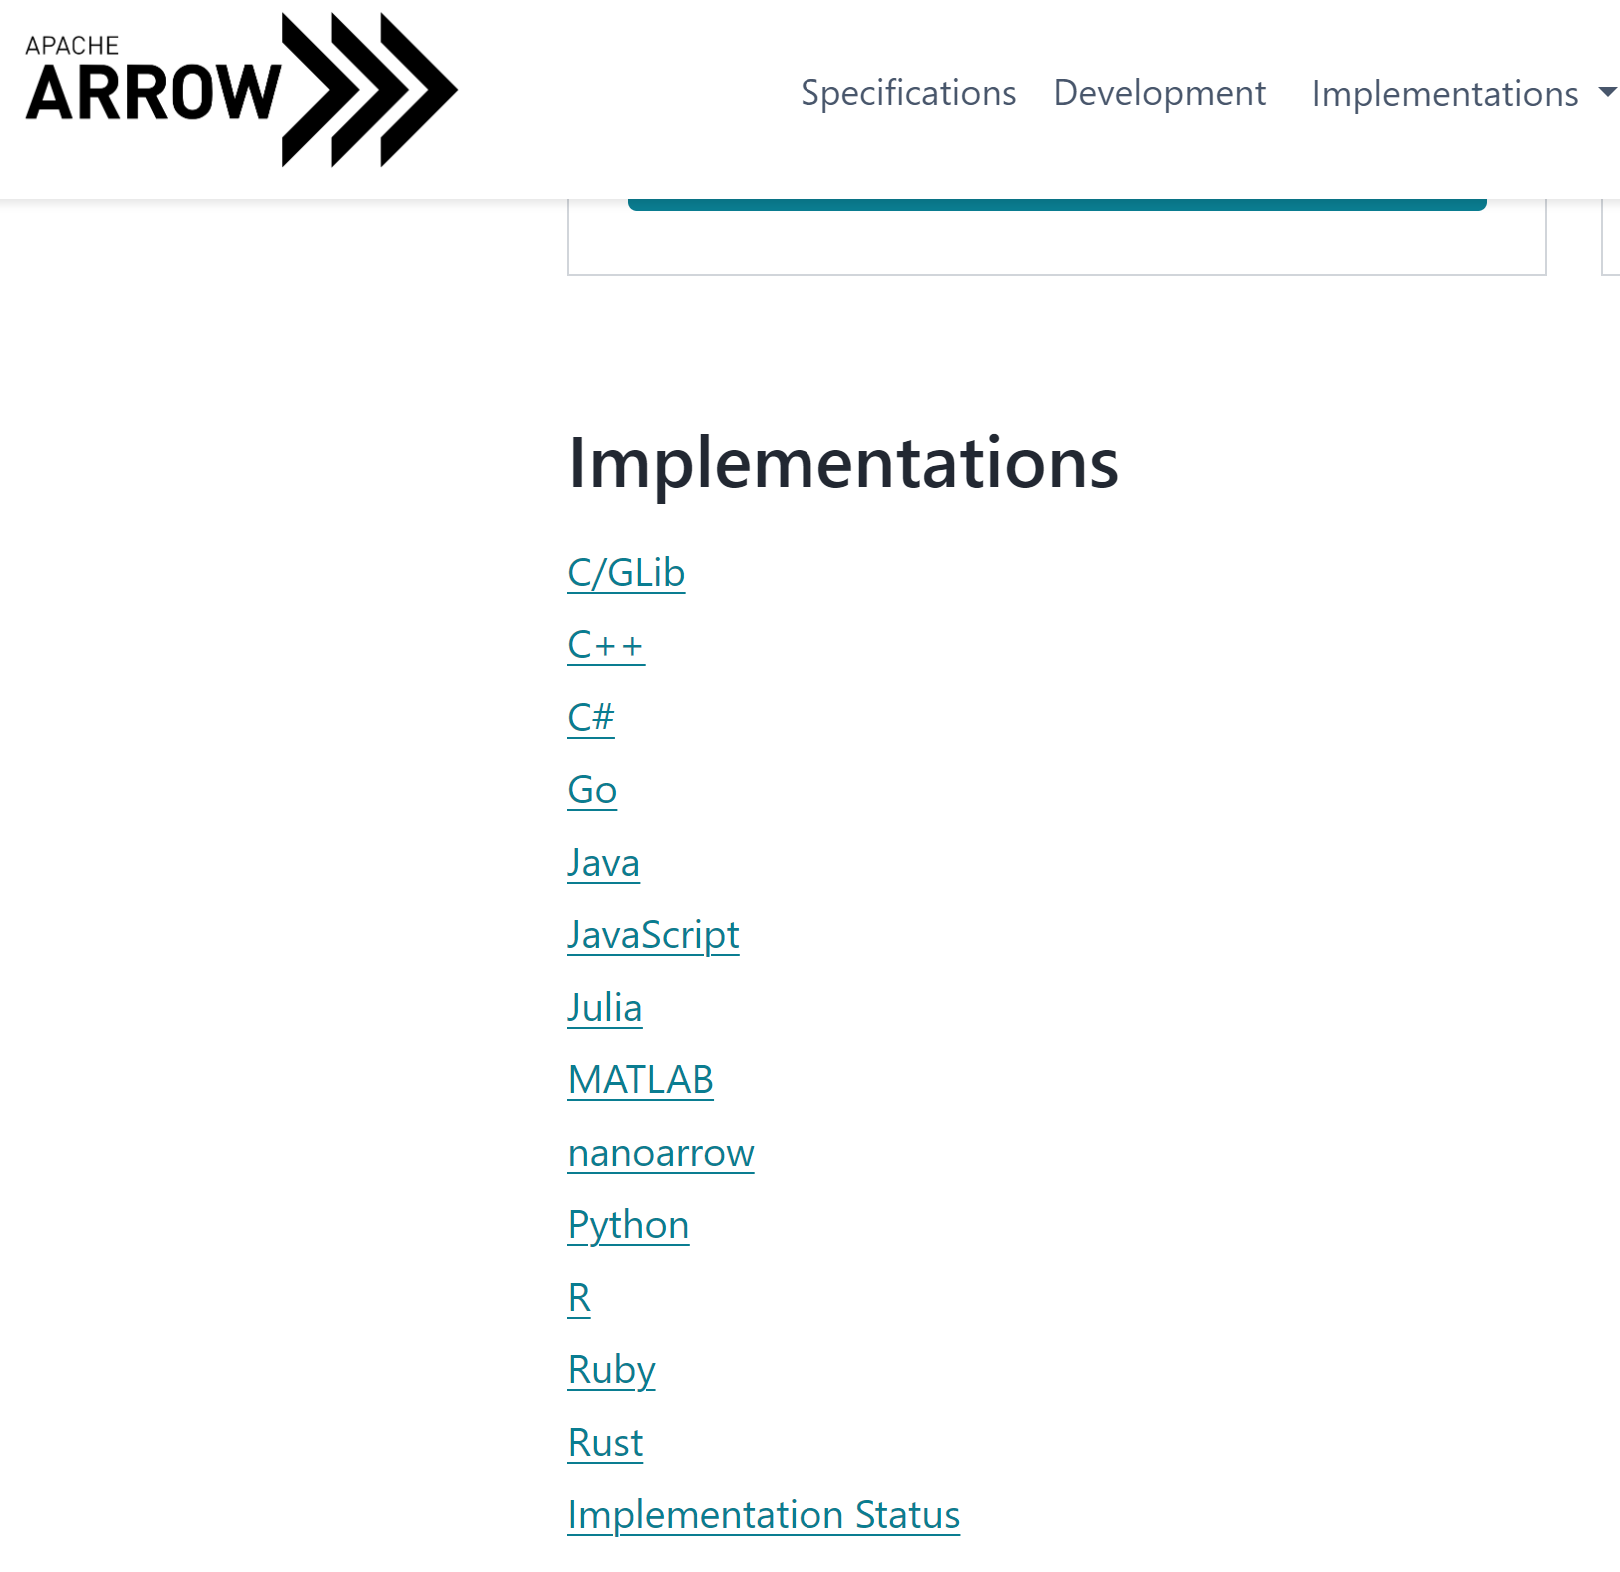 APACHE
ARROW
Specifications Development Implementations
Implementations
C/GLib
C++
C#
Go
Java
JavaScript
Julia
MATLAB
nanoarrow
Python
R
Ruby
Rust
Implementation Status